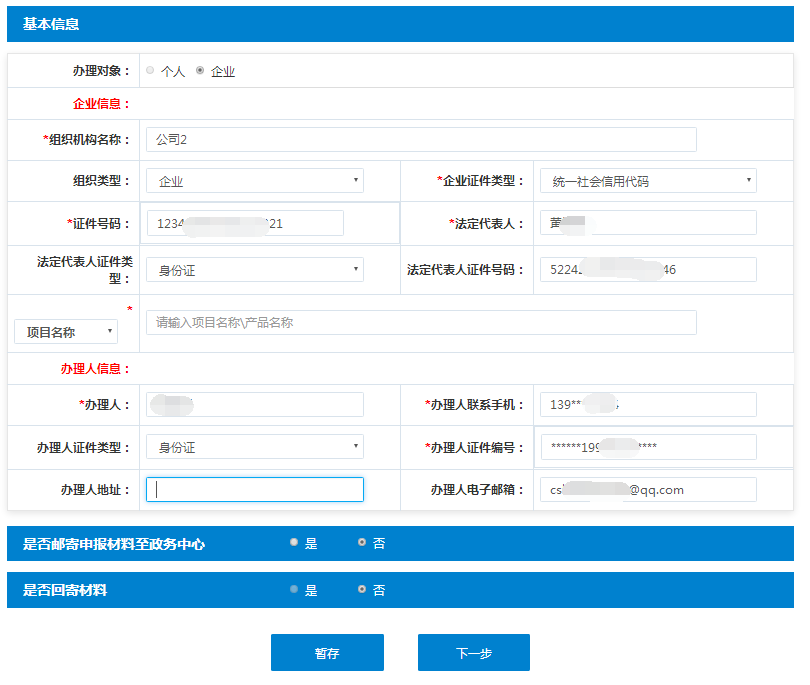 基本信息
办理对象： 个人 企业
企业信息：
*组织机构名称： 公司2
组织类型： 企业 *企业证件类型： 统一社会信用代码
*证件号码： 1234 21 *法定代表人：
法定代表人证件类型： 身份证 法定代表人证件号码： 5224 46
*
项目名称 请输入项目名称\产品名称
办理人信息：
*办理人： *办理人联系手机： 139**
办理人证件类型： 身份证 *办理人证件编号： ******199 ****
办理人地址： 办理人电子邮箱： cs @qq.com
是否邮寄申报材料至政务中心 是 否
是否回寄材料 是 否
暂存 下一步